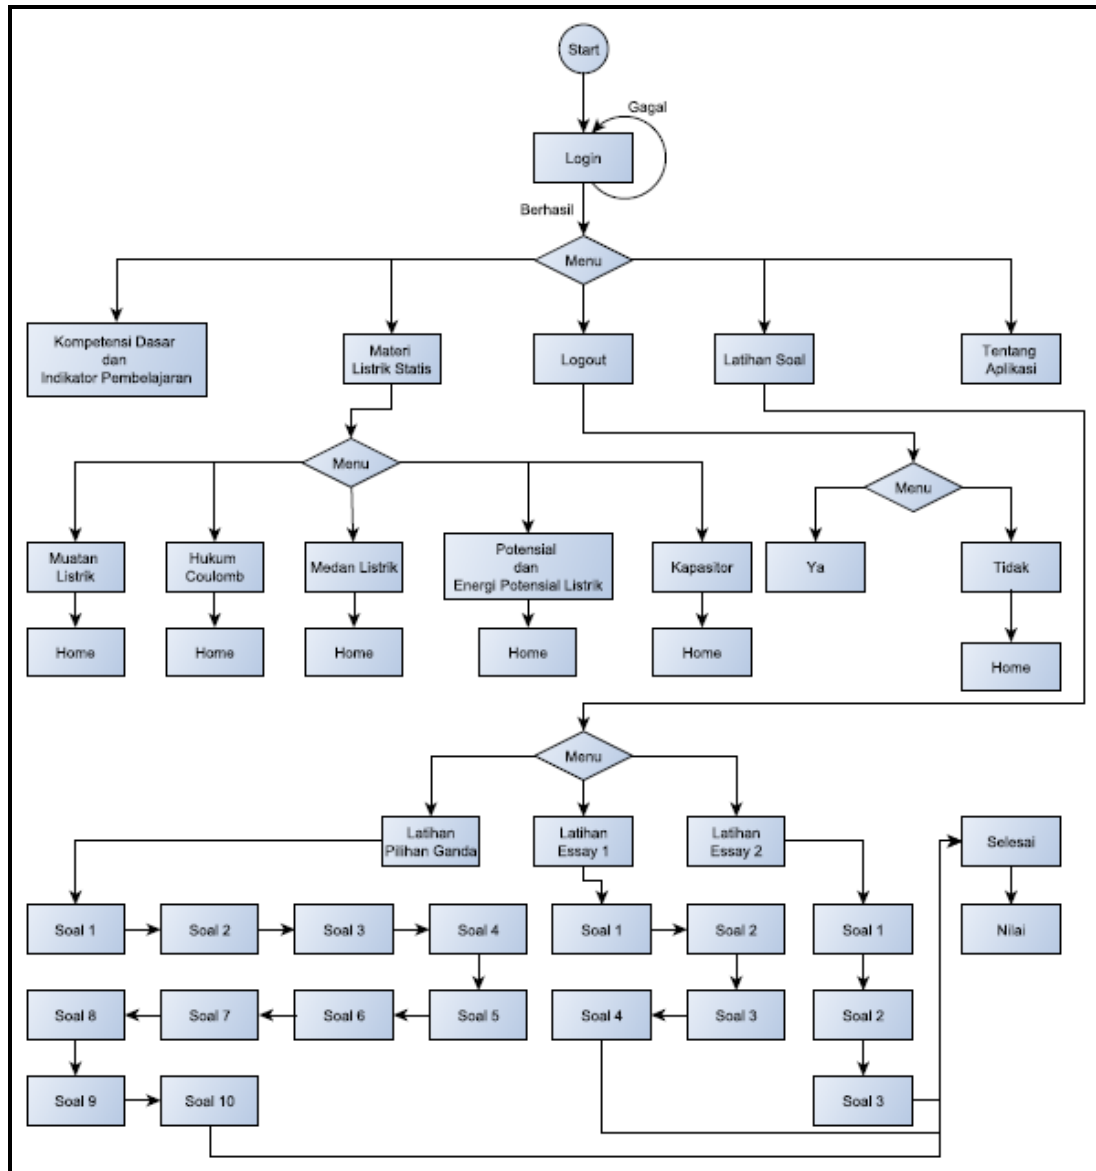 Start
Gagal
Login
Berhasil
Menu
Kompetensi Dasar
dan
Indikator Pembelajaran
Materi
Listrik Statis
Logout
Latihan Soal
Tentang
Aplikasi
Menu
Menu
Muatan
Listrik
Hukum
Coulomb
Medan Listrik
Potensial
dan
Energi Potensial Listrik
Kapasitor
Ya
Tidak
Home
Home
Home
Home
Home
Home
Menu
Latihan
Pilihan Ganda
Latihan
Essay 1
Latihan
Essay 2
Selesai
Soal 1
Soal 2
Soal 3
Soal 4
Soal 1
Soal 2
Soal 1
Nilai
Soal 8
Soal 7
Soal 6
Soal 5
Soal 4
Soal 3
Soal 2
Soal 9
Soal 10
Soal 3